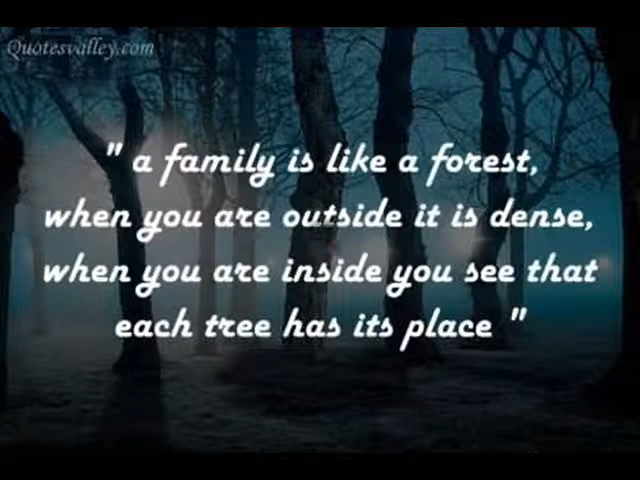 Quotesvalley.com
" a family is like a forest,
when you are outside it is dense,
when you are inside you see that
each tree has its place "